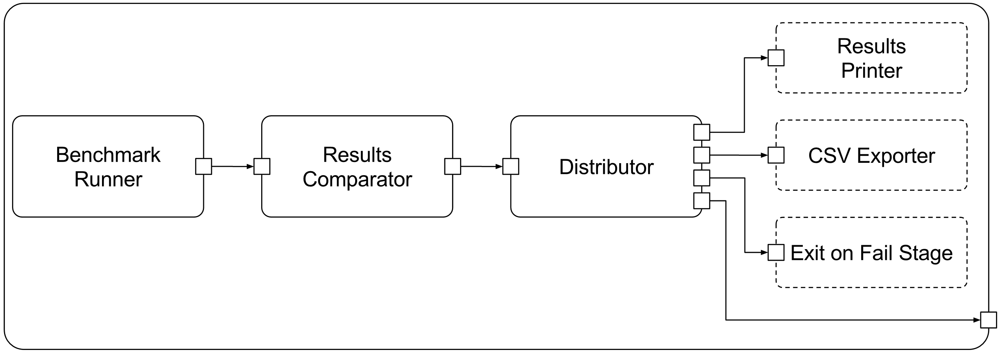 Benchmark
Runner
Results
Comparator
Distributor
Results
Printer
CSV Exporter
Exit on Fail Stage